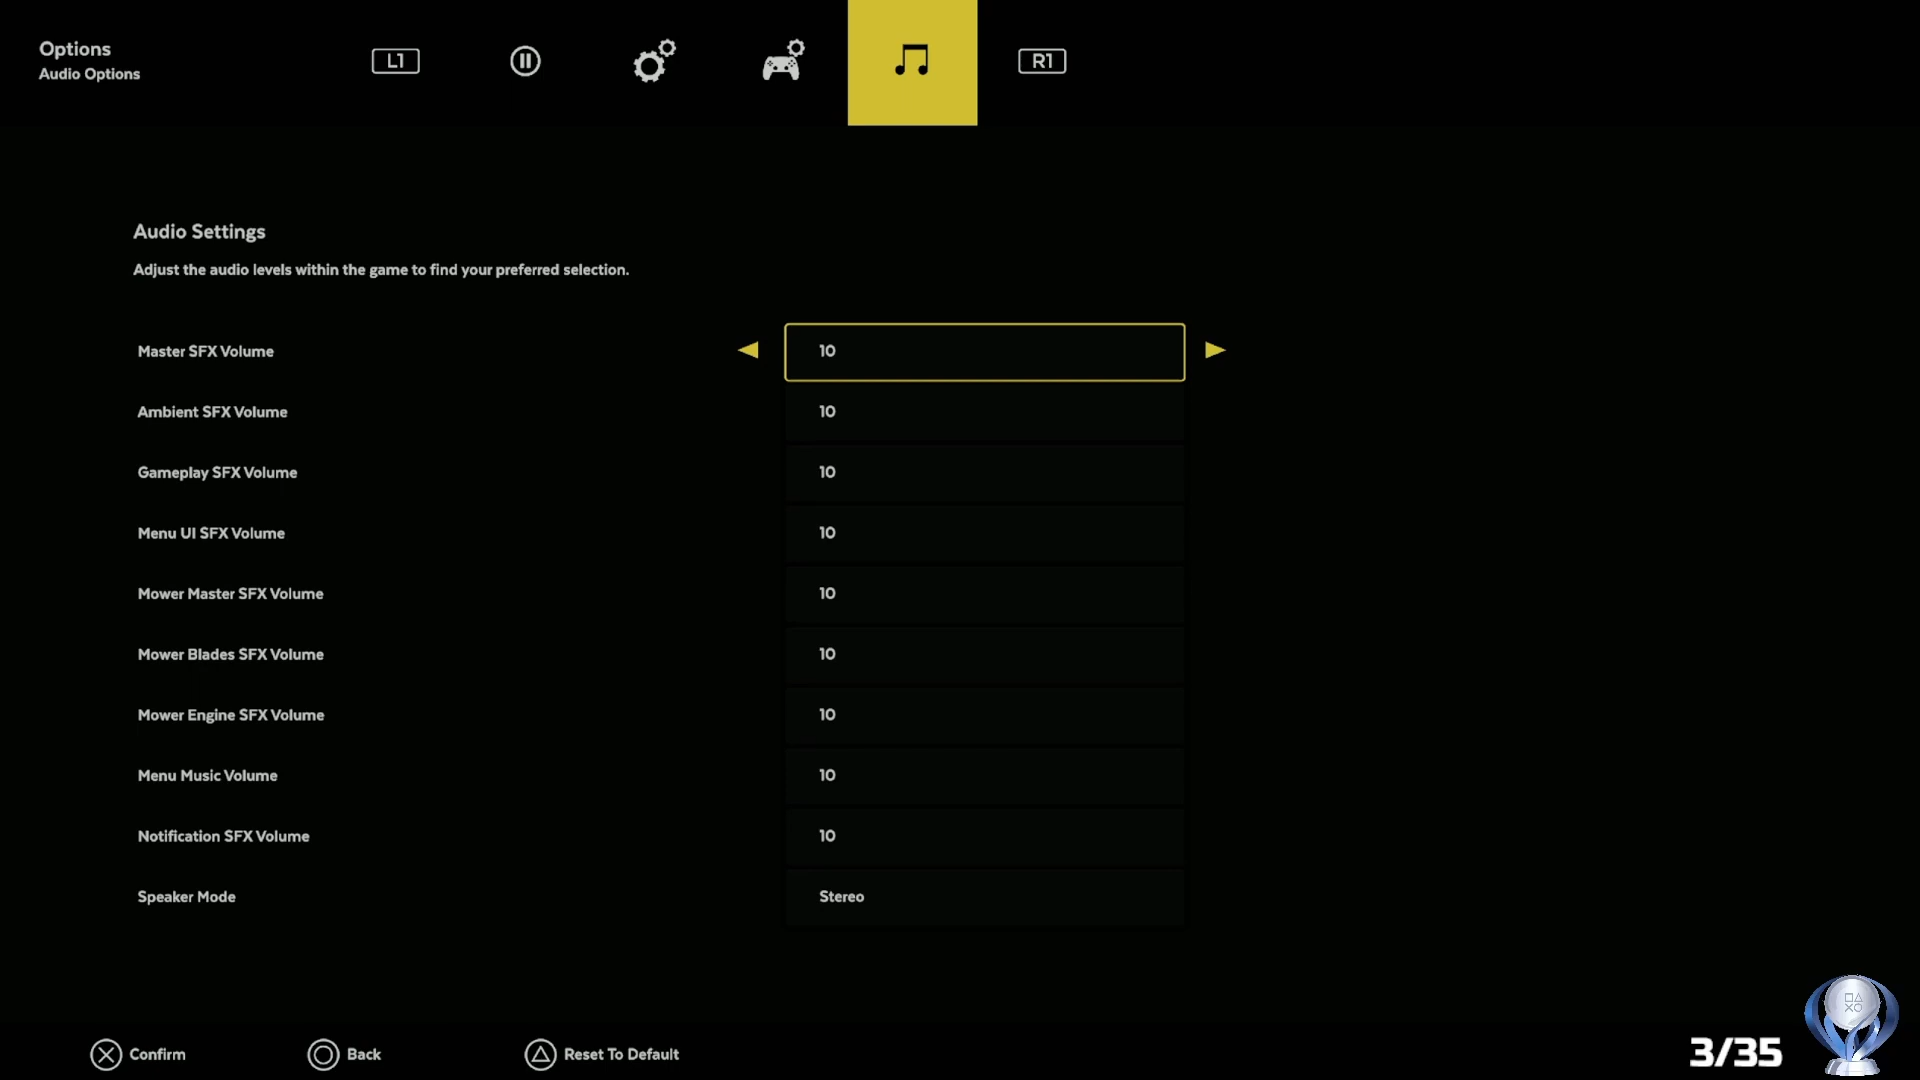 Options
Audio Options
L1
R1
Audio Settings
Adjust the audio levels within the game to find your preferred selection.
Master SFX Volume 10
Ambient SFX Volume 10
Gameplay SFX Volume 10
Menu UI SFX Volume 10
Mower Master SFX Volume 10
Mower Blades SFX Volume 10
Mower Engine SFX Volume 10
Menu Music Volume 10
Notification SFX Volume 10
Speaker Mode Stereo
Confirm Back Reset To Default
3/35